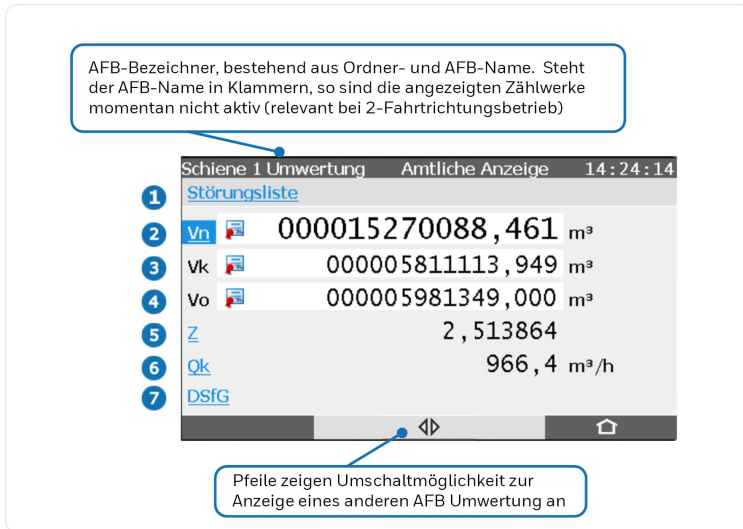 AFB-Bezeichner, bestehend aus Ordner- und AFB-Name. Steht
der AFB-Name in Klammern, so sind die angezeigten Zählwerke
momentan nicht aktiv (relevant bei 2-Fahrtrichtungsbetrieb)
Schiene 1 Umwertung Amtliche Anzeige 14:24:14
1 Störungsliste
2 Vn 000015270088,461 m³
3 Vk 000005811113,949 m³
4 Vo 000005981349,000 m³
5 Z 2,513864
6 Qk 966,4 m³/h
7 DSfG
Pfeile zeigen Umschaltmöglichkeit zur
Anzeige eines anderen AFB Umwertung an